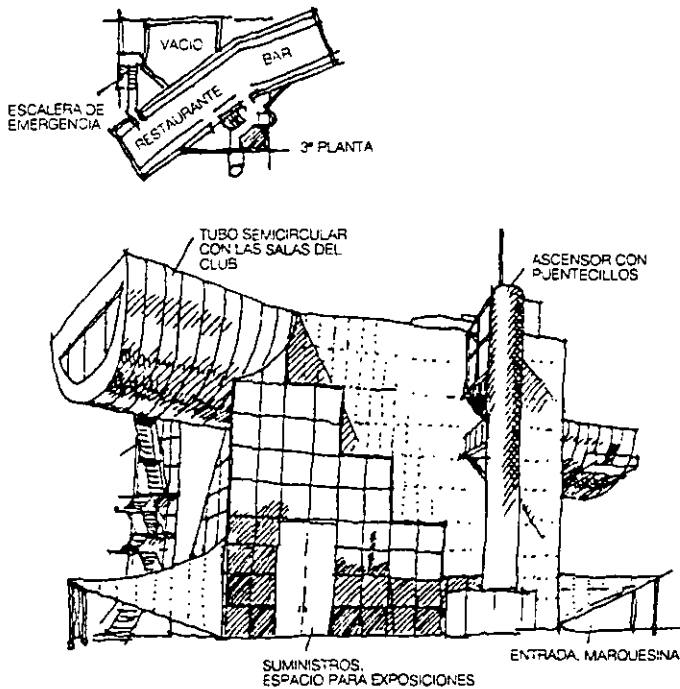 VACIO
BAR
ESCALERA DE
EMERGENCIA
RESTAURANTE
3ª PLANTA
TUBO SEMICIRCULAR
CON LAS SALAS DEL
CLUB
ASCENSOR CON
PUENTECILLOS
SUMINISTROS.
ESPACIO PARA EXPOSICIONES
ENTRADA, MARQUESINA